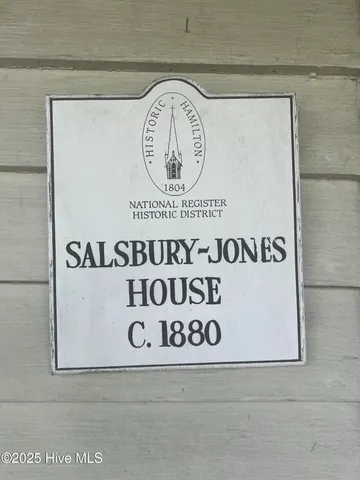 · HISTORIC · HAMILTON ·
1804
NATIONAL REGISTER
HISTORIC DISTRICT
SALSBURY~JONES
HOUSE
C. 1880
©2025 Hive MLS